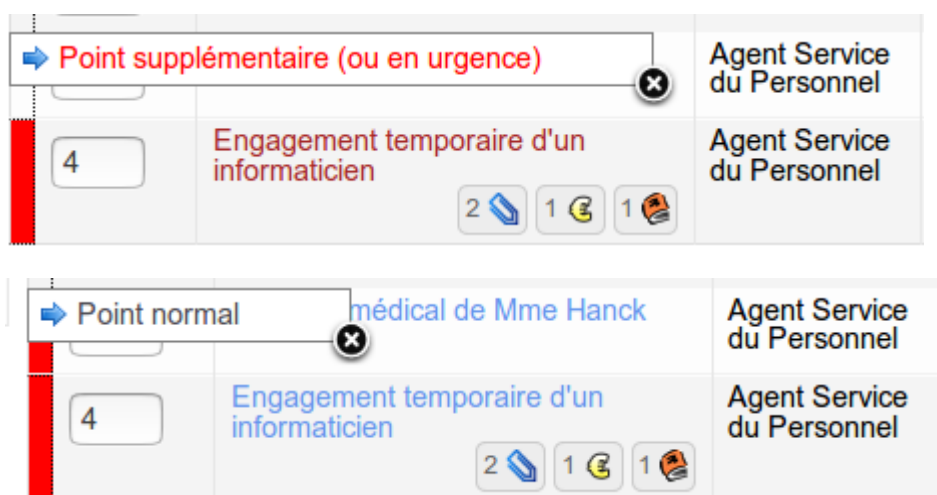 Point supplémentaire (ou en urgence)
Agent Service
du Personnel
4
Engagement temporaire d'un
informaticien
2 1 1
Agent Service
du Personnel
Point normal
médical de Mme Hanck
Agent Service
du Personnel
4
Engagement temporaire d'un
informaticien
2 1 1
Agent Service
du Personnel